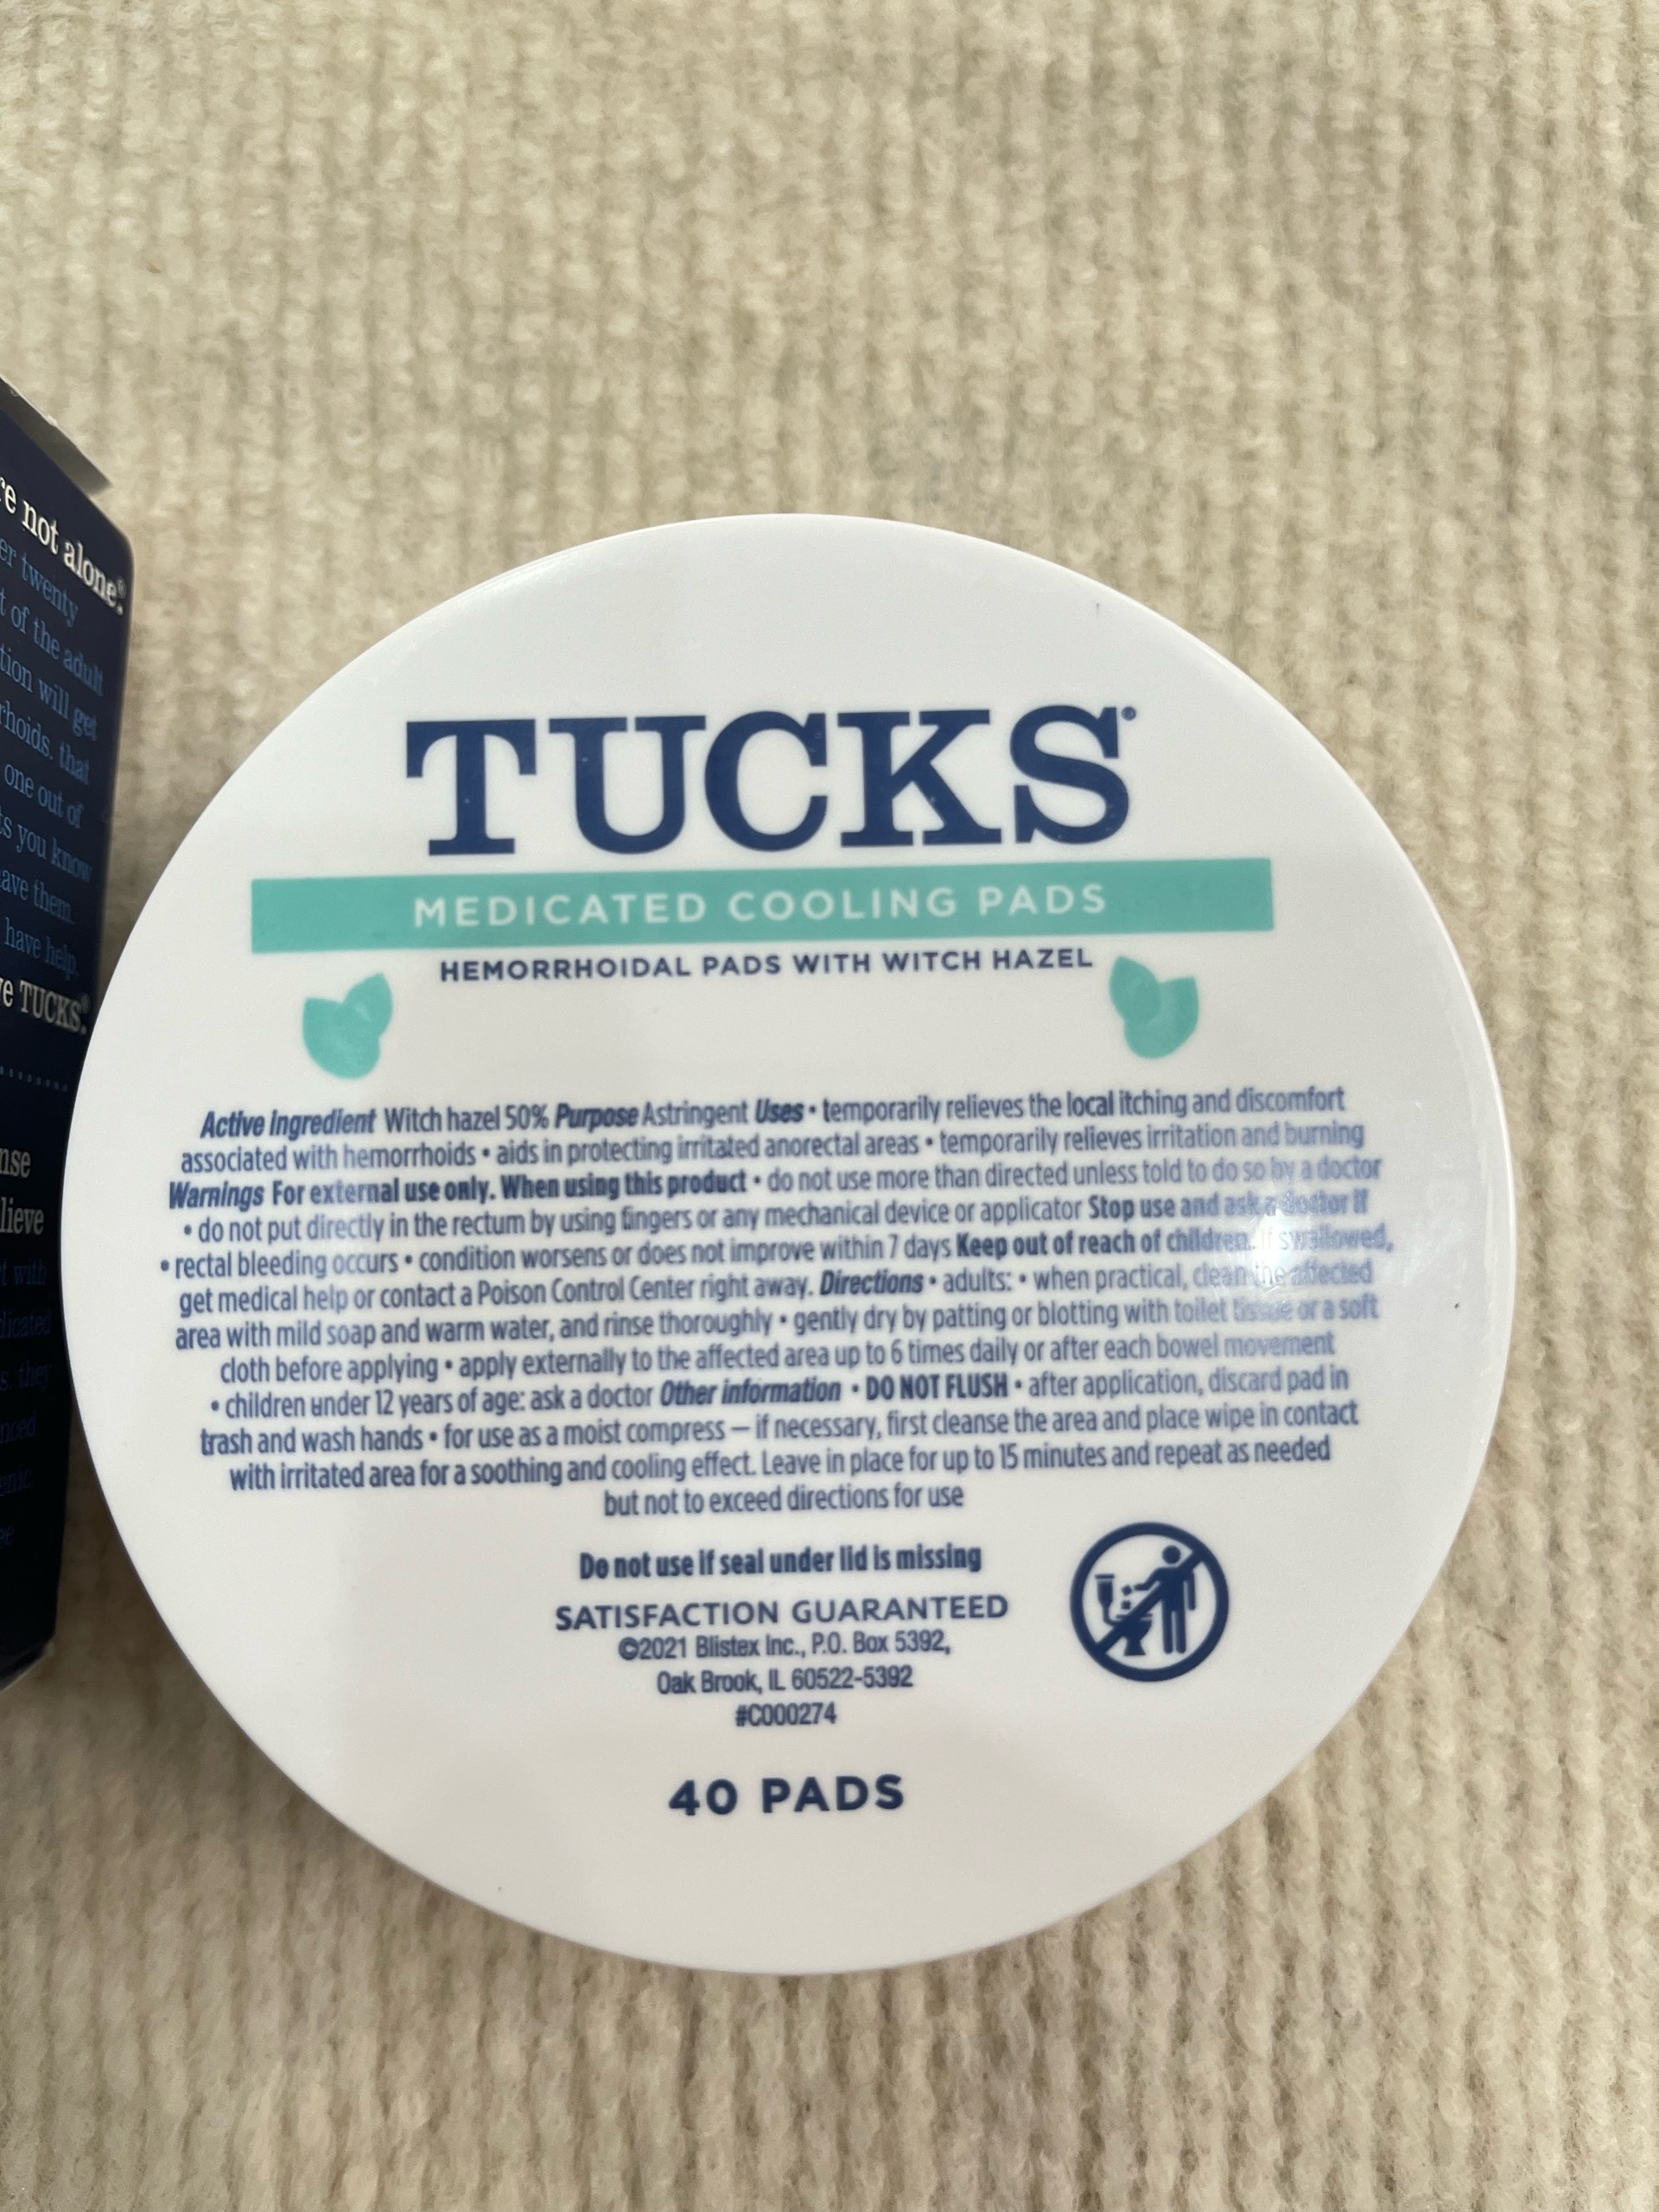 re not alone.®
er twenty
t of the adult
tion will get
rhoids. that
one out of
ts you know
ave them.
have help.
e TUCKS.®
nse
lieve
t with
dicated
s. they
nced
enic
TUCKS®
MEDICATED COOLING PADS
HEMORRHOIDAL PADS WITH WITCH HAZEL
Active ingredient Witch hazel 50% Purpose Astringent Uses • temporarily relieves the local itching and discomfort
associated with hemorrhoids • aids in protecting irritated anorectal areas • temporarily relieves irritation and burning
Warnings For external use only. When using this product • do not use more than directed unless told to do so by a doctor
• do not put directly in the rectum by using fingers or any mechanical device or applicator Stop use and ask a doctor if
• rectal bleeding occurs • condition worsens or does not improve within 7 days Keep out of reach of children. If swallowed,
get medical help or contact a Poison Control Center right away. Directions • adults: • when practical, clean the affected
area with mild soap and warm water, and rinse thoroughly • gently dry by patting or blotting with toilet tissue or a soft
cloth before applying • apply externally to the affected area up to 6 times daily or after each bowel movement
• children under 12 years of age: ask a doctor Other information • DO NOT FLUSH • after application, discard pad in
trash and wash hands • for use as a moist compress – if necessary, first cleanse the area and place wipe in contact
with irritated area for a soothing and cooling effect. Leave in place for up to 15 minutes and repeat as needed
but not to exceed directions for use
Do not use if seal under lid is missing
SATISFACTION GUARANTEED
©2021 Blistex Inc., P.O. Box 5392,
Oak Brook, IL 60522-5392
#C000274
40 PADS